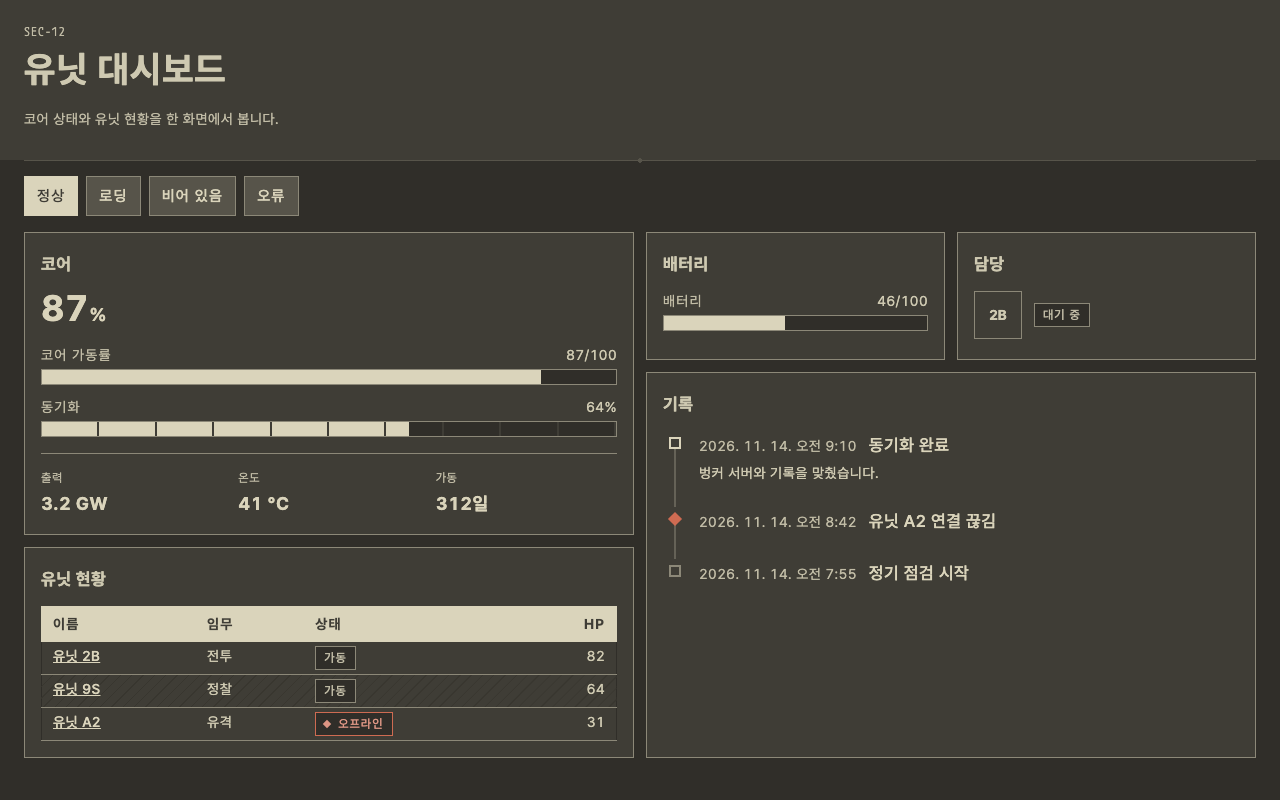 SEC-12
유닛 대시보드
코어 상태와 유닛 현황을 한 화면에서 봅니다.
정상 로딩 비어 있음 오류
코어
87%
코어 가동률 87/100
동기화 64%
출력 온도 가동
3.2 GW 41 °C 312일
유닛 현황
이름 임무 상태 HP
유닛 2B 전투 가동 82
유닛 9S 정찰 가동 64
유닛 A2 유격 오프라인 31
배터리
배터리 46/100
담당
2B 대기 중
기록
2026. 11. 14. 오전 9:10 동기화 완료
벙커 서버와 기록을 맞췄습니다.
2026. 11. 14. 오전 8:42 유닛 A2 연결 끊김
2026. 11. 14. 오전 7:55 정기 점검 시작